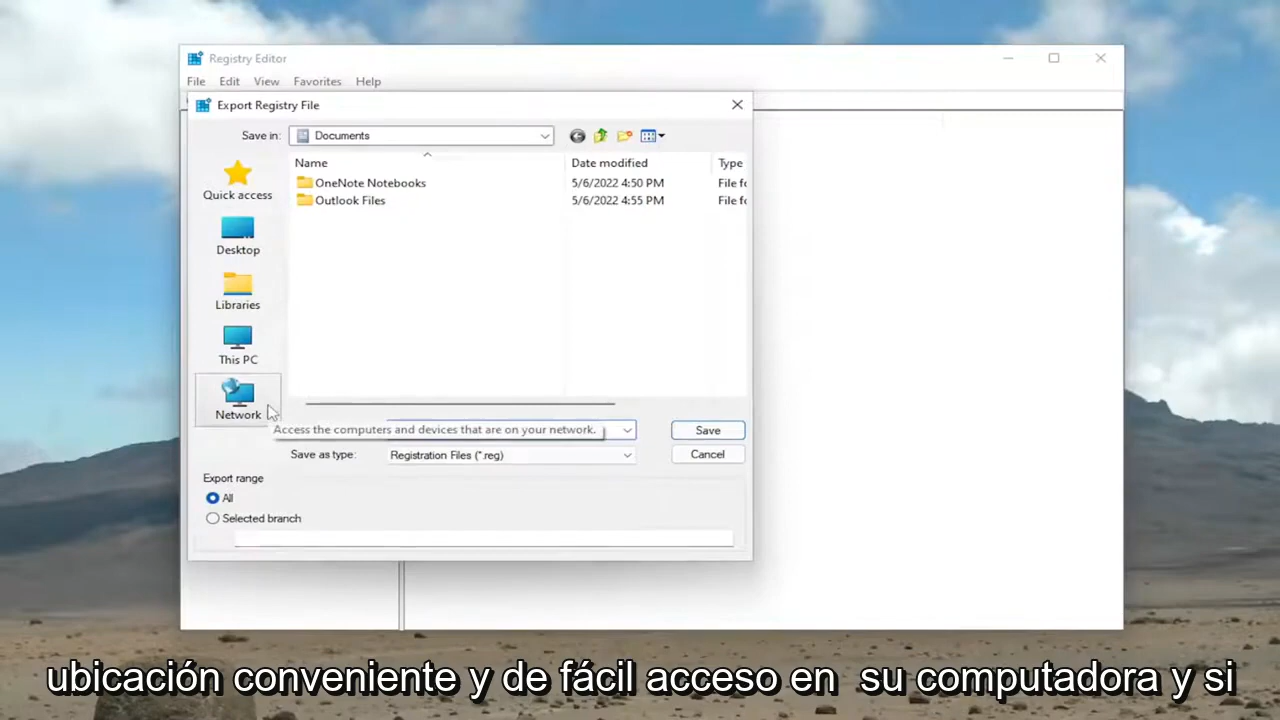 Registry Editor
File Edit View Favorites Help
Export Registry File
Save in: Documents
Name Date modified Type
OneNote Notebooks 5/6/2022 4:50 PM File fo
Outlook Files 5/6/2022 4:55 PM File fo
Quick access
Desktop
Libraries
This PC
Network
Access the computers and devices that are on your network.
Save
Save as type: Registration Files (*.reg)
Cancel
Export range
All
Selected branch
ubicación conveniente y de fácil acceso en su computadora y si